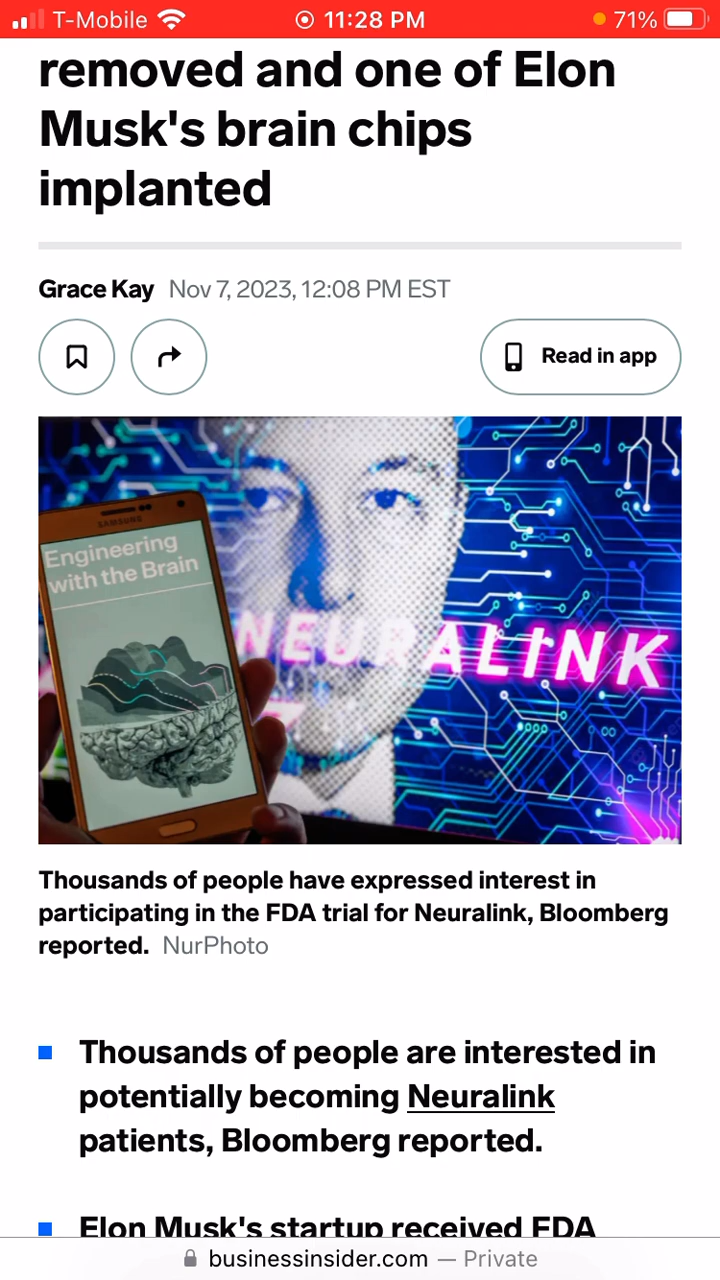 T-Mobile 11:28 PM 71%
removed and one of Elon
Musk's brain chips
implanted
Grace Kay Nov 7, 2023, 12:08 PM EST
Read in app
SAMSUNG
Engineering
with the Brain
NEURALINK
Thousands of people have expressed interest in
participating in the FDA trial for Neuralink, Bloomberg
reported. NurPhoto
Thousands of people are interested in
potentially becoming Neuralink
patients, Bloomberg reported.
Elon Musk's startup received FDA
businessinsider.com — Private